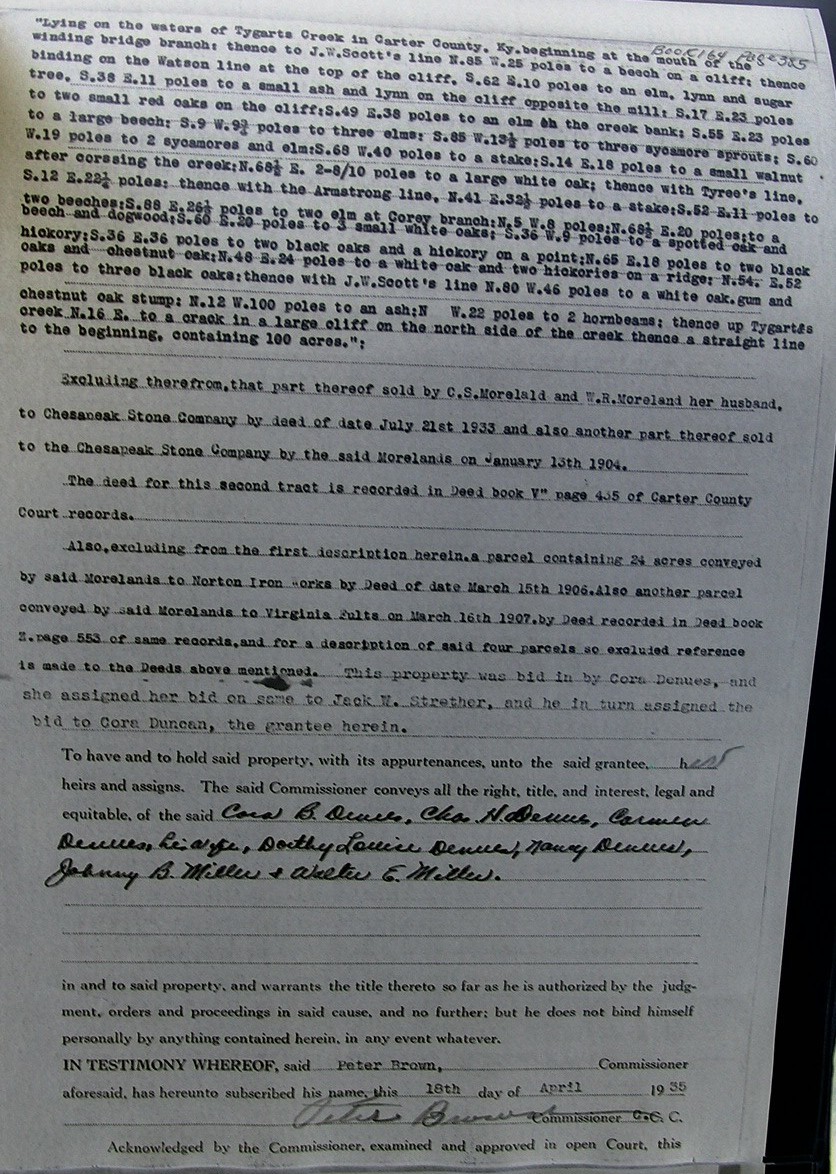 Book 164 Page 385
"Lying on the waters of Tygarts Creek in Carter County, Ky.beginning at the mouth of the
winding bridge branch; thence to J.W.Scott's line N.85 W.25 poles to a beech on a cliff; thence
binding on the Watson line at the top of the cliff. S.62 E.10 poles to an elm, lynn and sugar
tree. S.38 E.11 poles to a small ash and lynn on the cliff opposite the mill; S.17 E.23 poles
to two small red oaks on the cliff;S.49 E.38 poles to an elm on the creek bank; S.55 E.23 poles
to a large beech; S.9 W.9¾ poles to three elms; S.85 W.13½ poles to three sycamore sprouts; S.60
W.19 poles to 2 sycamores and elm;S.68 W.40 poles to a stake;S.14 E.18 poles to a small walnut
after corssing the creek;N.68½ E. 2-8/10 poles to a large white oak; thence with Tyree's line,
S.12 E.22¼ poles; thence with the Armstrong line, N.41 E.32½ poles to a stake;S.52 E.11 poles to
two beeches;S.88 E.26½ poles to two elm at Corey branch;N.5 W.8 poles;N.68½ E.20 poles;to a
beech and dogwood;S.60 E.20 poles to 3 small white oaks; S.36 W.9 poles to a spotted oak and
hickory;S.36 E.36 poles to two black oaks and a hickory on a point;N.65 E.18 poles to two black
oaks and chestnut oak;N.48 E.24 poles to a white oak and two hickories on a ridge; N.54. E.52
poles to three black oaks;thence with J.W.Scott's line N.80 W.46 poles to a white oak.gum and
chestnut oak stump; N.12 W.100 poles to an ash;N W.22 poles to 2 hornbeams; thence up Tygarts
creek N.16 E. to a crack in a large cliff on the north side of the creek thence a straight line
to the beginning, containing 100 acres.";
Excluding therefrom,that part thereof sold by C.S.Morelald and W.R.Moreland her husband,
to Chesapeak Stone Company by deed of date July 21st 1933 and also another part thereof sold
to the Chesapeak Stone Company by the said Morelands on January 13th 1904.
The deed for this second tract is recorded in Deed book V" page 435 of Carter County
Court records.
Also,excluding from the first description herein.a parcel containing 24 acres conveyed
by said Morelands to Norton Iron Works by Deed of date March 15th 1906.Also another parcel
conveyed by said Morelands to Virginia Fults on March 16th 1907.by Deed recorded in Deed book
Z.page 553 of same records,and for a description of said four parcels so excluded reference
is made to the Deeds above mentioned. This property was bid in by Cora Denues, and
she assigned her bid on same to Jack W. Strether, and he in turn assigned the
bid to Cora Duncan, the grantee herein.
To have and to hold said property, with its appurtenances, unto the said grantee, her
heirs and assigns. The said Commissioner conveys all the right, title, and interest, legal and
equitable, of the said Cora B. Denues, Chas. H. Denues, Carmen
Denues, his wife, Dorthy Louise Denues, Nancy Denues,
Johnny B. Miller & Walter E. Miller.
in and to said property, and warrants the title thereto so far as he is authorized by the judg-
ment, orders and proceedings in said cause, and no further; but he does not bind himself
personally by anything contained herein, in any event whatever.
IN TESTIMONY WHEREOF, said Peter Brown, Commissioner
aforesaid, has hereunto subscribed his name, this 18th day of April 1935
Peter Brown Commissioner C.C. C.
Acknowledged by the Commissioner, examined and approved in open Court, this